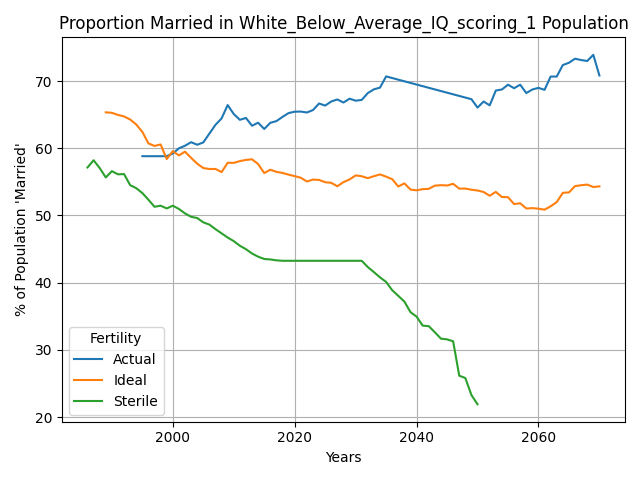 Proportion Married in White_Below_Average_IQ_scoring_1 Population
% of Population 'Married'
70
60
50
40
30
20
Fertility
Actual
Ideal
Sterile
2000 2020 2040 2060
Years